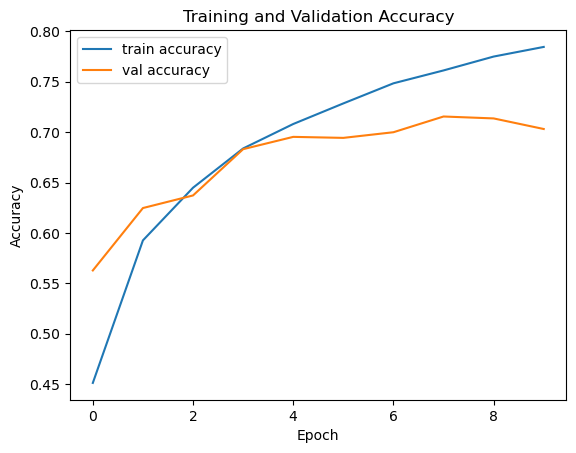 Training and Validation Accuracy
train accuracy
val accuracy
Accuracy
0.80
0.75
0.70
0.65
0.60
0.55
0.50
0.45
0 2 4 6 8
Epoch